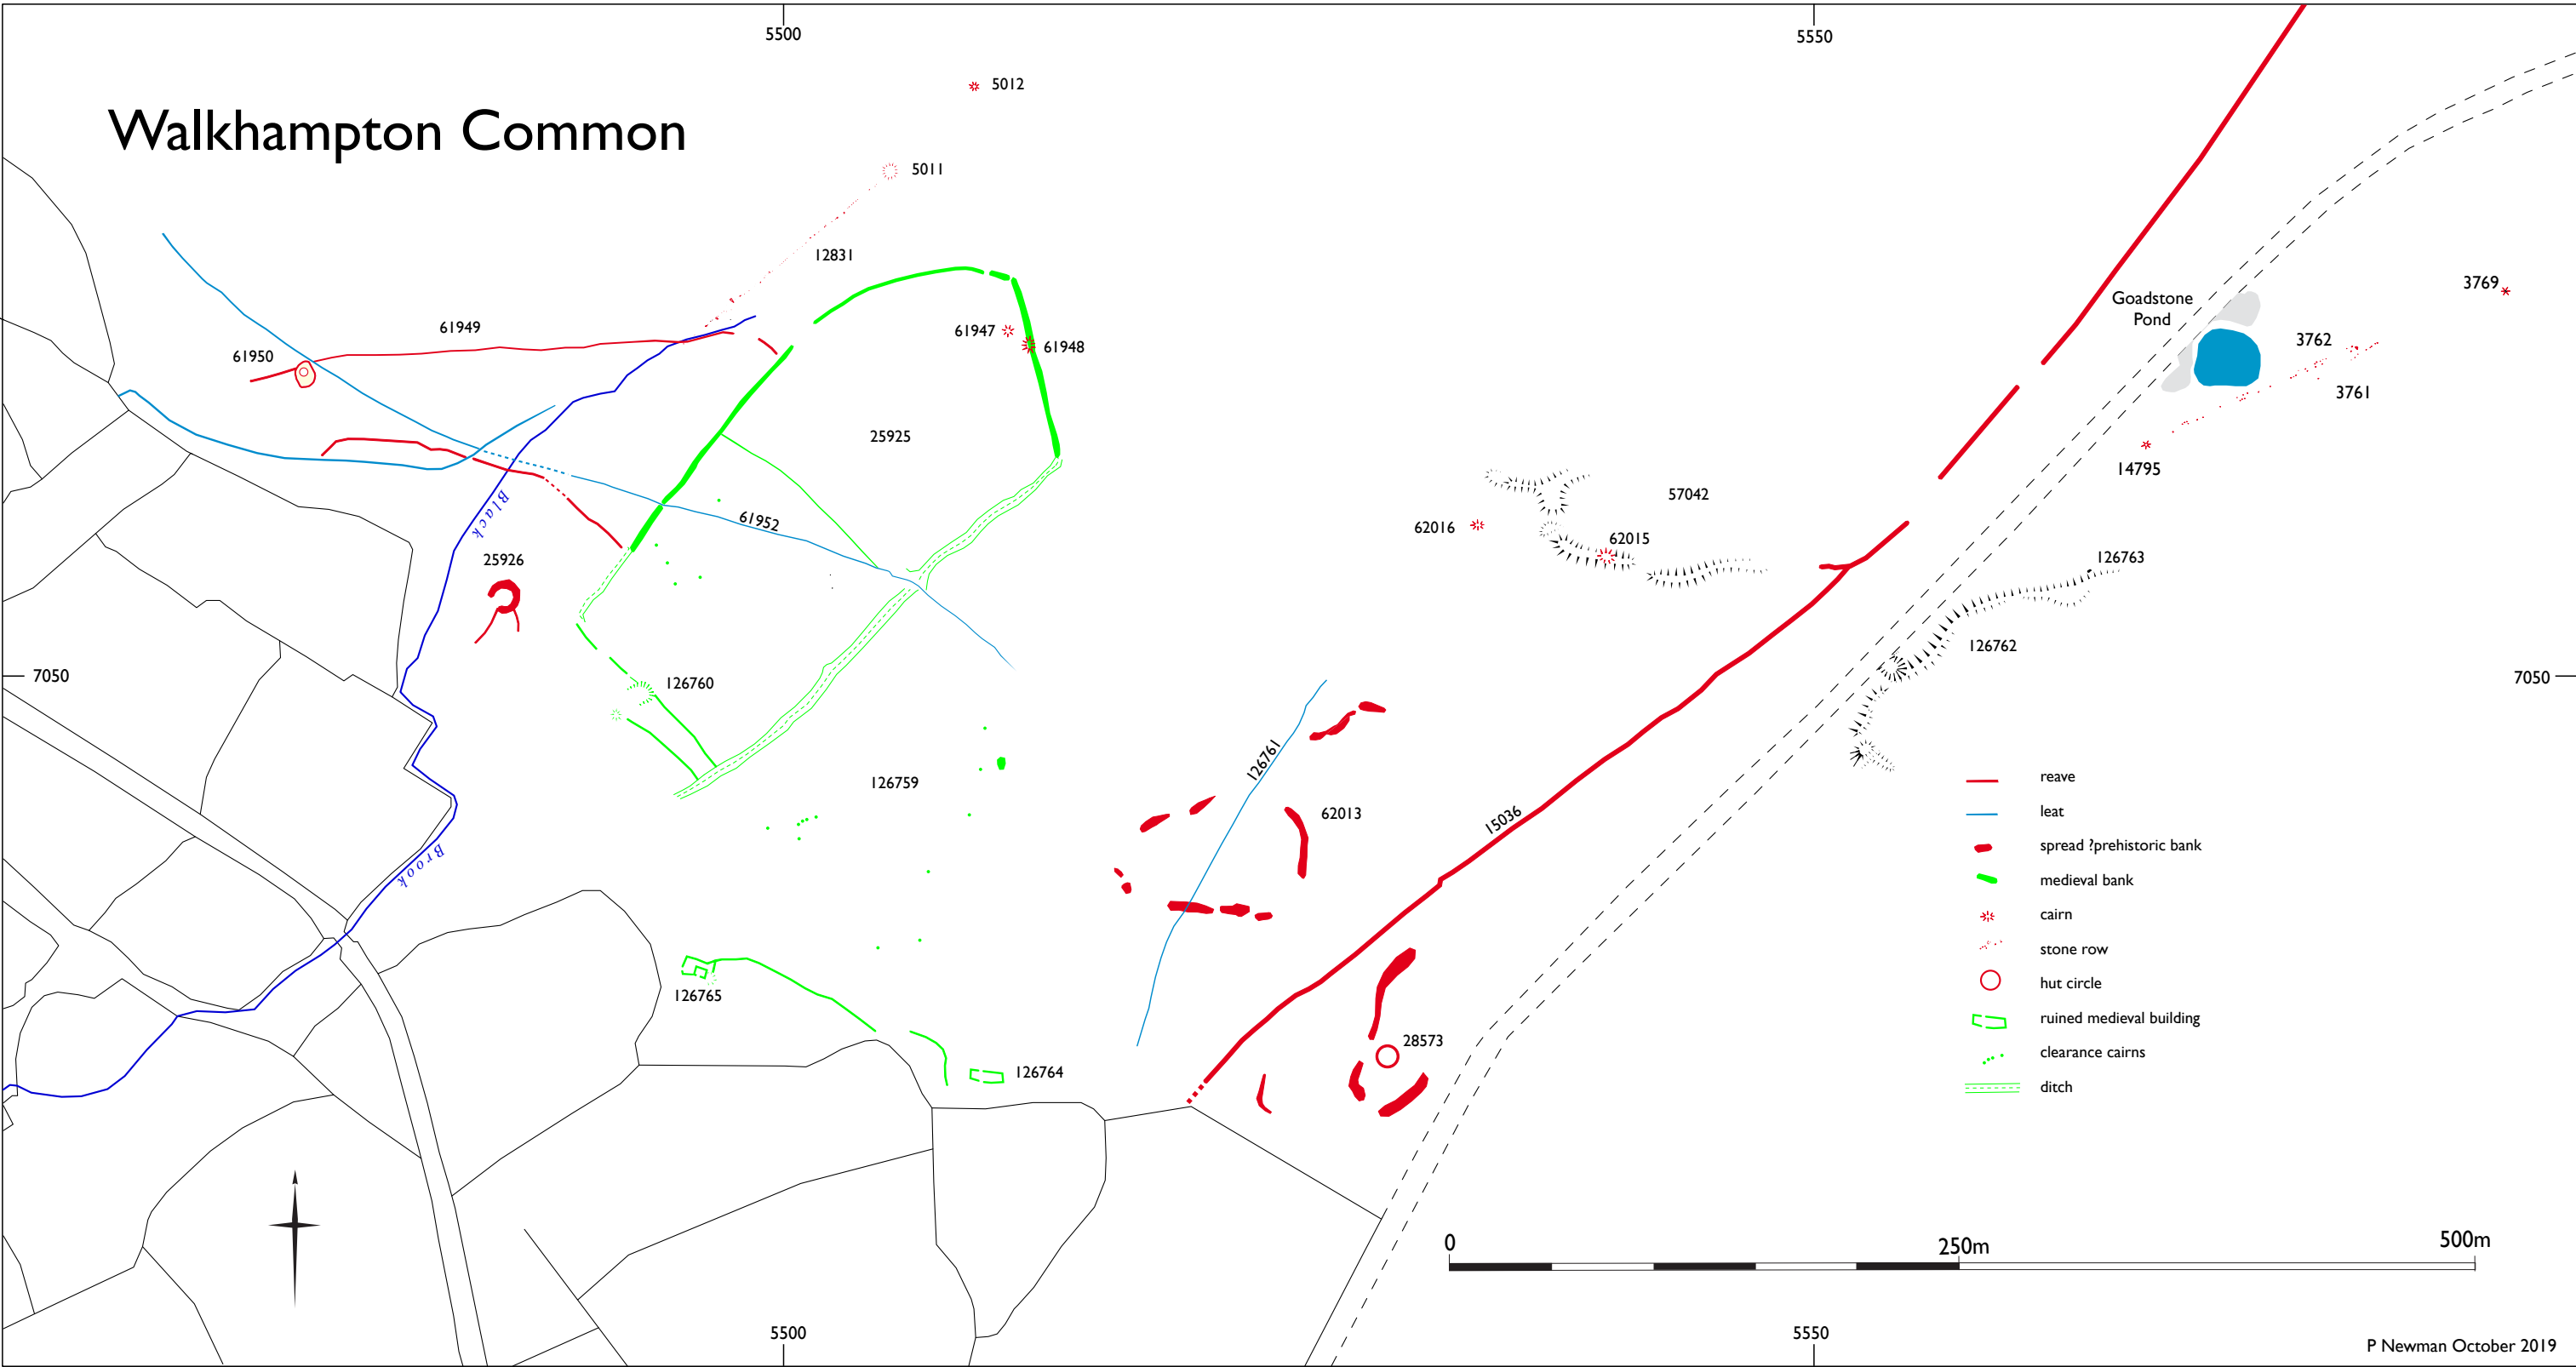 5500
5550
5012
Walkhampton Common
5011
12831
3769
Goadstone
Pond
61949
61947
61948
3762
61950
3761
25925
14795
57042
Black
61952
62016
62015
25926
126763
126762
7050
7050
126760
126761
reave
126759
leat
62013
15036
spread ?prehistoric bank
Brook
medieval bank
cairn
stone row
hut circle
126765
ruined medieval building
28573
clearance cairns
126764
ditch
0
250m
500m
5500
5550
P Newman October 2019